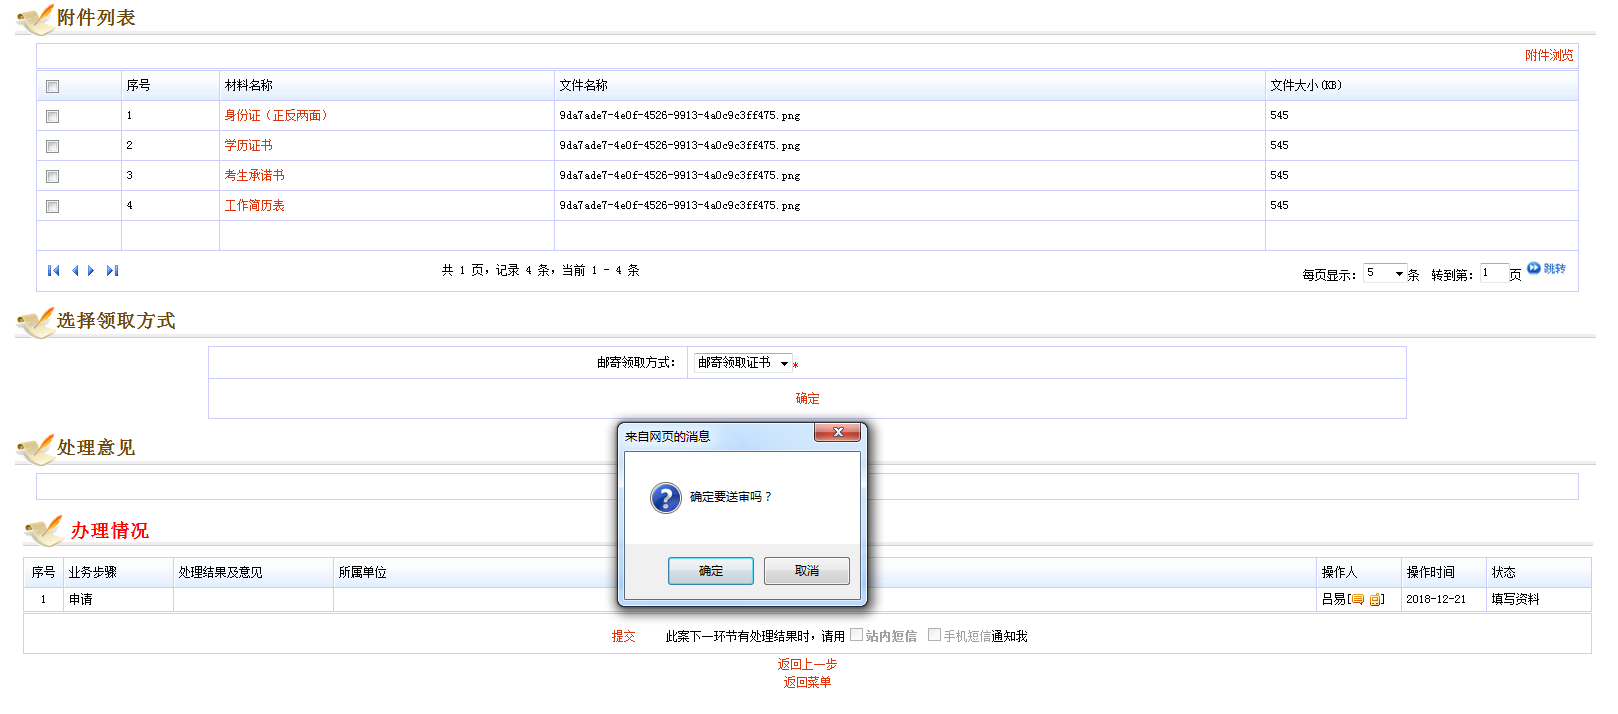 附件列表
附件浏览
序号 材料名称 文件名称 文件大小(KB)
1 身份证（正反两面） 9da7ade7-4e0f-4526-9913-4a0c9c3ff475.png 545
2 学历证书 9da7ade7-4e0f-4526-9913-4a0c9c3ff475.png 545
3 考生承诺书 9da7ade7-4e0f-4526-9913-4a0c9c3ff475.png 545
4 工作简历表 9da7ade7-4e0f-4526-9913-4a0c9c3ff475.png 545
共 1 页，记录 4 条，当前 1 - 4 条 每页显示： 5 条 转到第： 1 页 跳转
选择领取方式
邮寄领取方式： 邮寄领取证书 *
确定
处理意见
来自网页的消息
确定要送审吗？
确定 取消
办理情况
序号 业务步骤 处理结果及意见 所属单位 操作人 操作时间 状态
1 申请 吕易[ ] 2018-12-21 填写资料
提交 此案下一环节有处理结果时，请用 站内短信 手机短信通知我
返回上一步
返回菜单